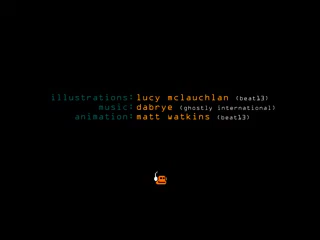 illustrations: lucy mclauchlan (beat13)
music: dabrye (ghostly international)
animation: matt watkins (beat13)